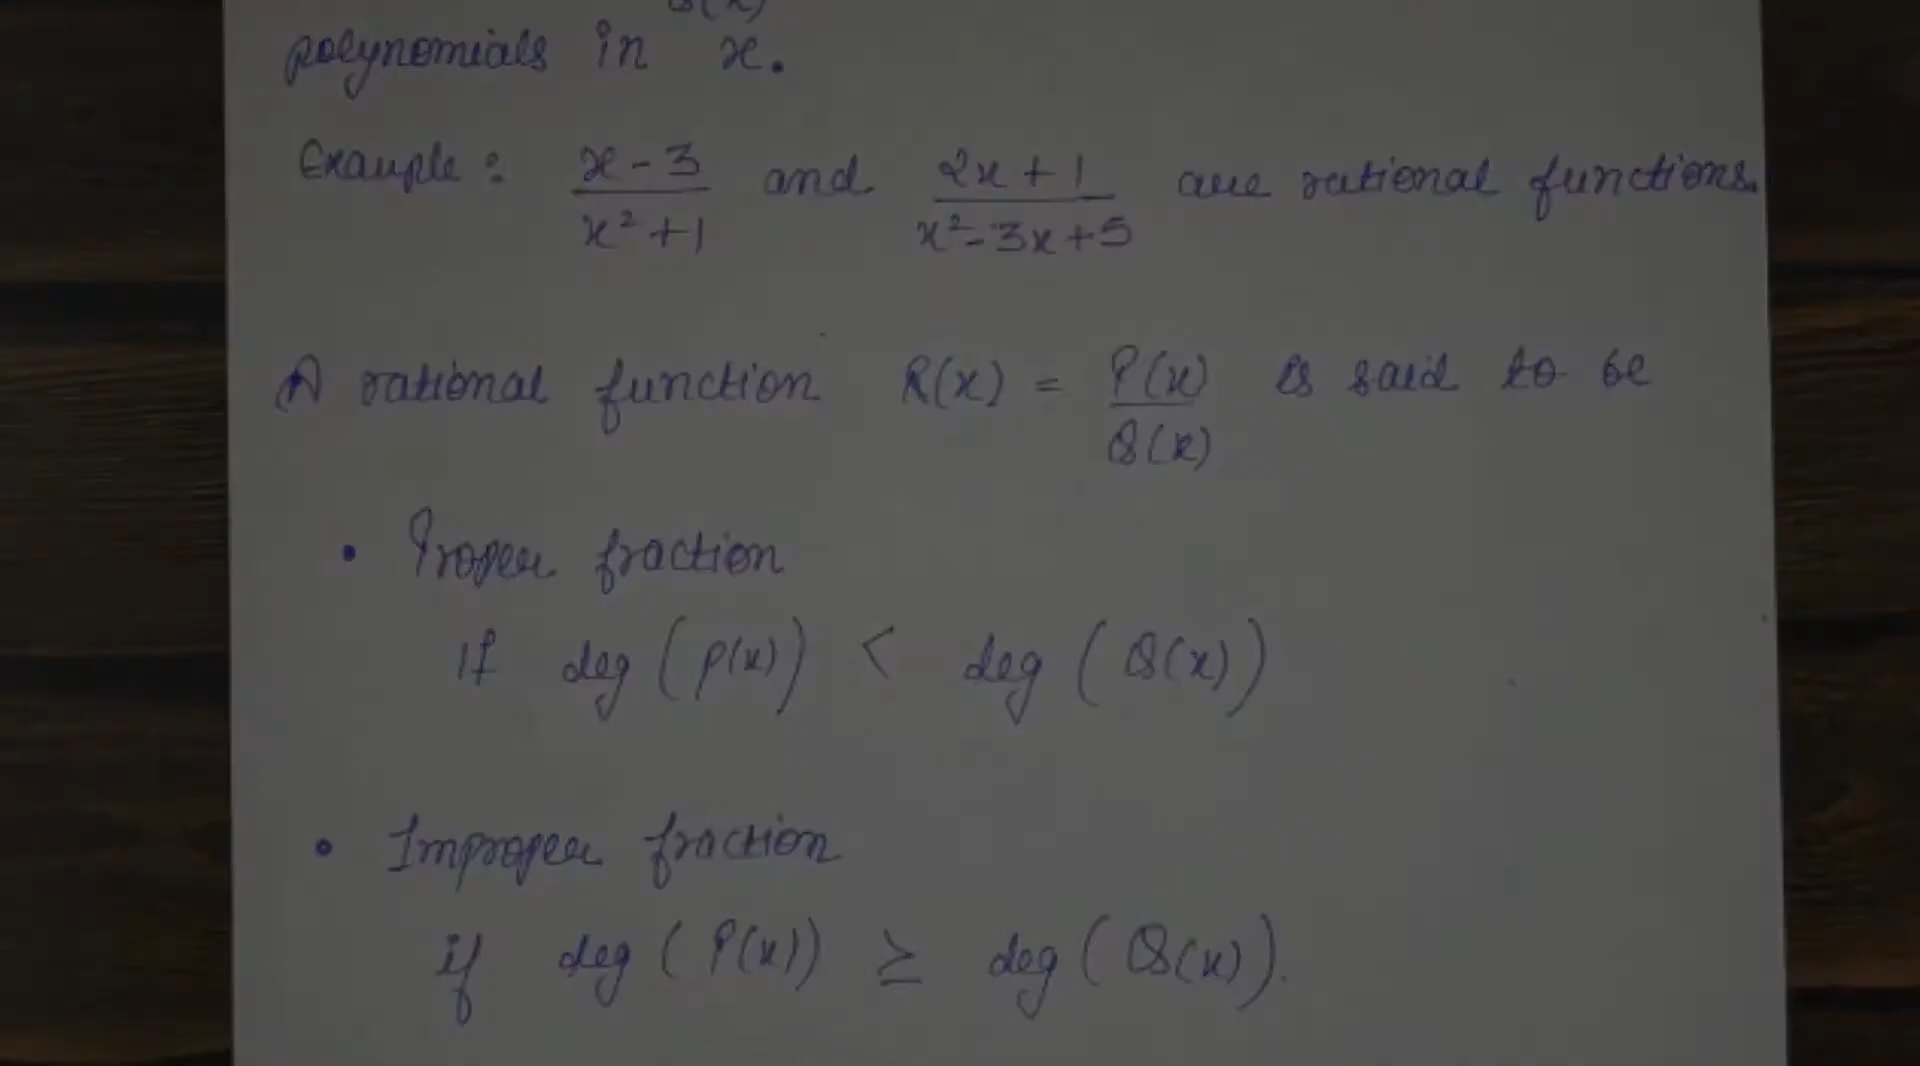 Q(x)
polynomials in x.
Example: (x-3)/(x²+1) and (2x+1)/(x²-3x+5) are rational functions.
A rational function R(x) = P(x)/Q(x) is said to be
• Proper fraction
If deg (P(x)) < deg (Q(x))
• Improper fraction
if deg (P(x)) ≥ deg (Q(x)).